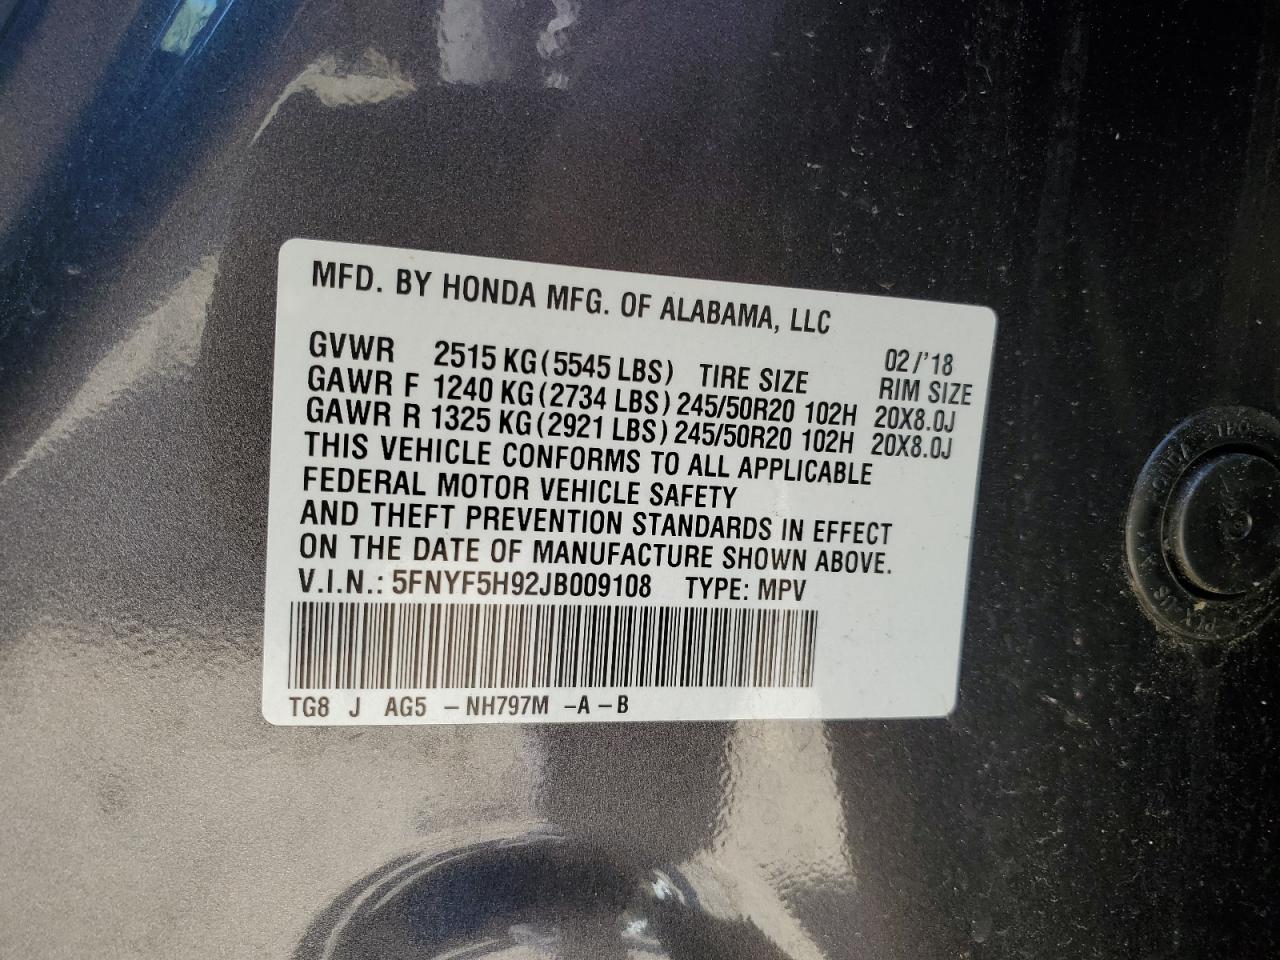 MFD. BY HONDA MFG. OF ALABAMA, LLC
02/'18
GVWR 2515 KG(5545 LBS) TIRE SIZE RIM SIZE
GAWR F 1240 KG(2734 LBS)245/50R20 102H 20X8.0J
GAWR R 1325 KG(2921 LBS)245/50R20 102H 20X8.0J
THIS VEHICLE CONFORMS TO ALL APPLICABLE
FEDERAL MOTOR VEHICLE SAFETY
AND THEFT PREVENTION STANDARDS IN EFFECT
ON THE DATE OF MANUFACTURE SHOWN ABOVE.
V.I.N.: 5FNYF5H92JB009108 TYPE: MPV
TG8 J AG5 -NH797M -A-B